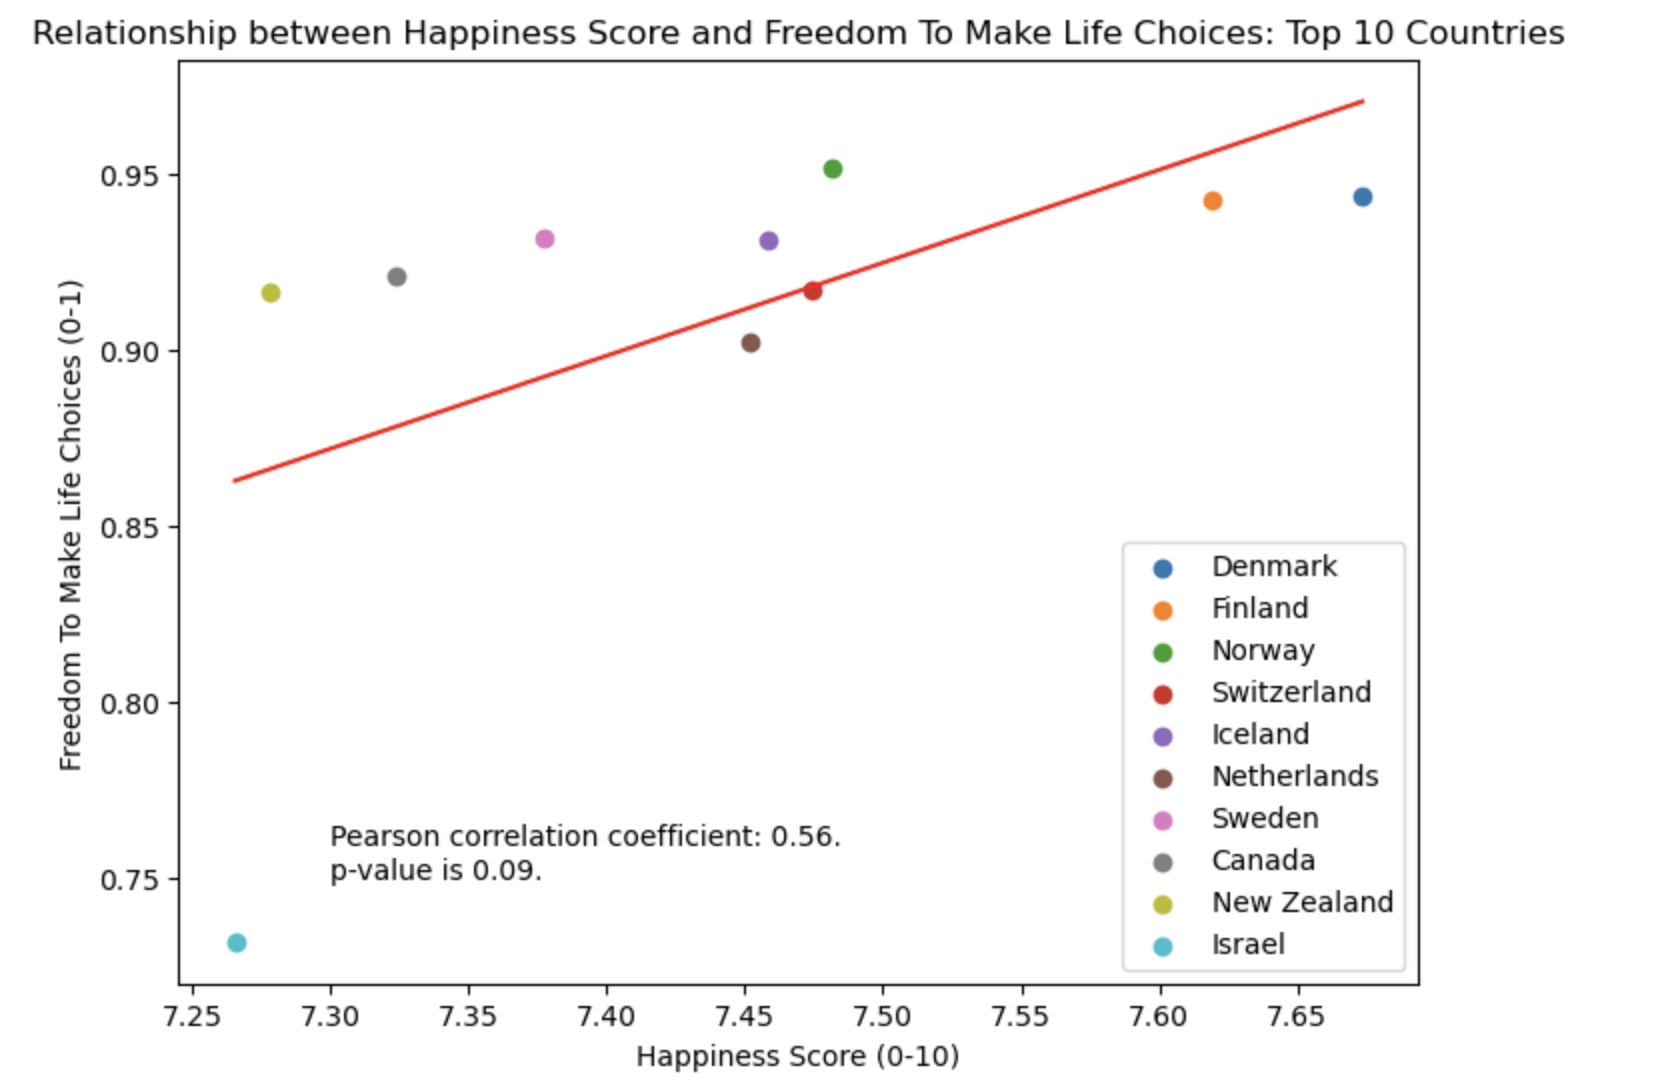 Relationship between Happiness Score and Freedom To Make Life Choices: Top 10 Countries
Freedom To Make Life Choices (0-1)
0.95
0.90
0.85
0.80
0.75
Pearson correlation coefficient: 0.56.
p-value is 0.09.
Denmark
Finland
Norway
Switzerland
Iceland
Netherlands
Sweden
Canada
New Zealand
Israel
7.25 7.30 7.35 7.40 7.45 7.50 7.55 7.60 7.65
Happiness Score (0-10)